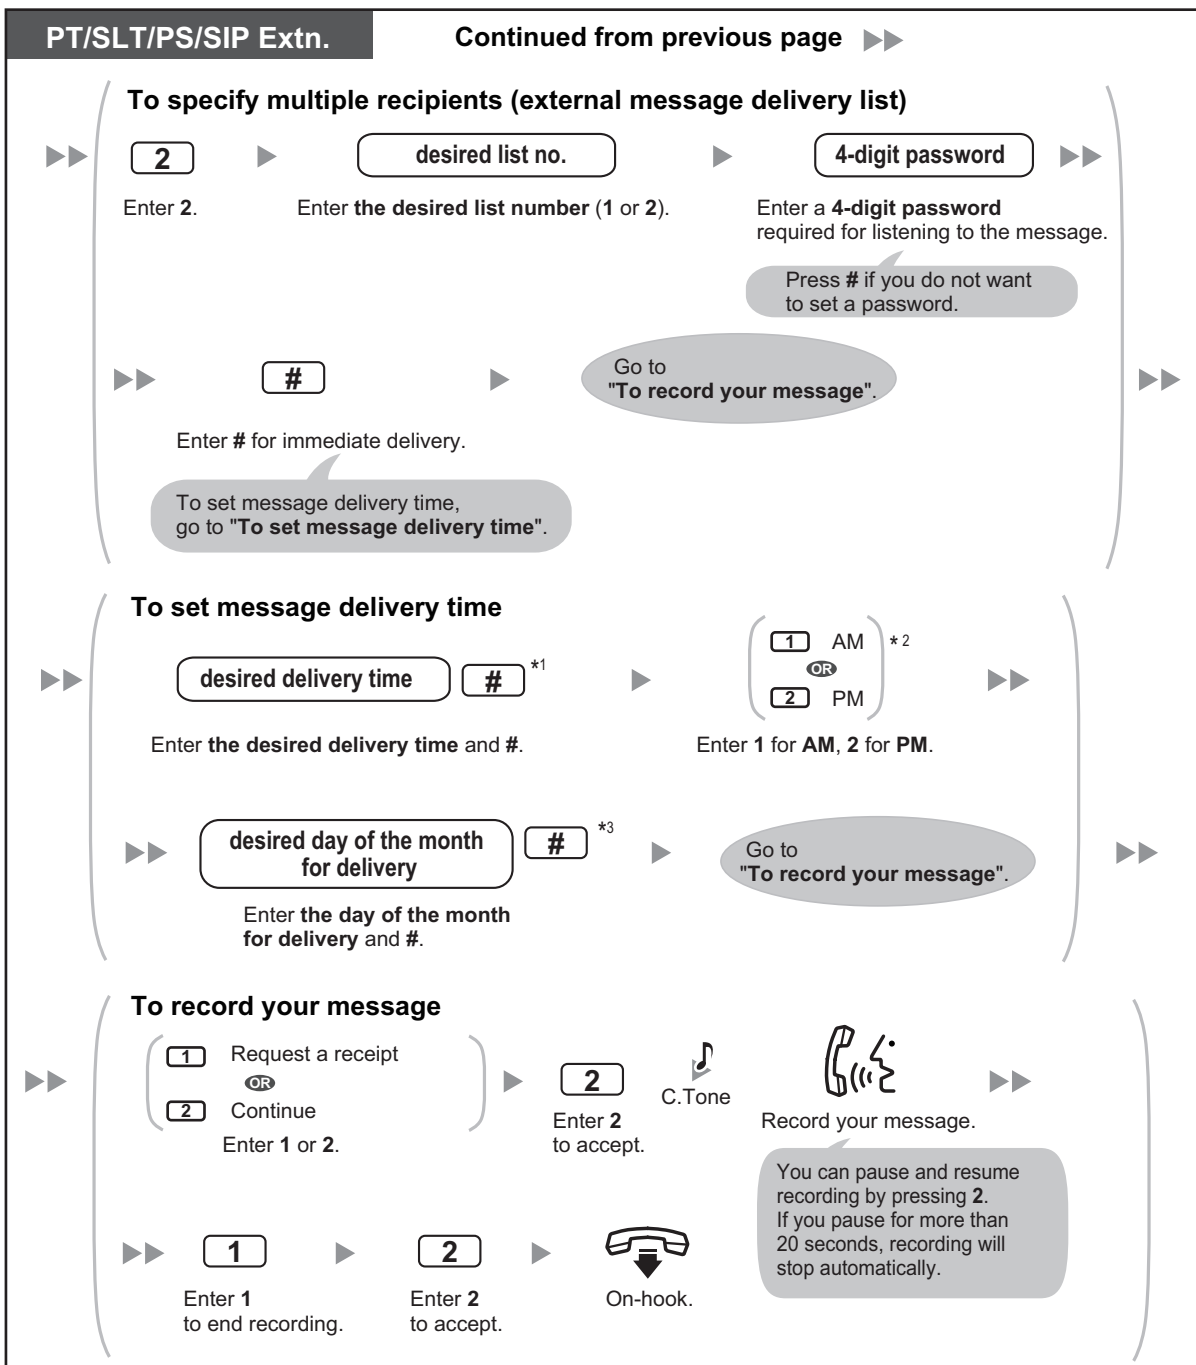 PT/SLT/PS/SIP Extn.
Continued from previous page
To specify multiple recipients (external message delivery list)
2
desired list no.
4-digit password
Enter 2.
Enter the desired list number (1 or 2).
Enter a 4-digit password
required for listening to the message.
Press # if you do not want
to set a password.
#
Go to
"To record your message".
Enter # for immediate delivery.
To set message delivery time,
go to "To set message delivery time".
To set message delivery time
desired delivery time # *1
1 AM *2
OR
2 PM
Enter the desired delivery time and #.
Enter 1 for AM, 2 for PM.
desired day of the month
for delivery
# *3
Go to
"To record your message".
Enter the day of the month
for delivery and #.
To record your message
1 Request a receipt
OR
2 Continue
Enter 1 or 2.
2
Enter 2
to accept.
C.Tone
Record your message.
You can pause and resume
recording by pressing 2.
If you pause for more than
20 seconds, recording will
stop automatically.
1
2
Enter 1
to end recording.
Enter 2
to accept.
On-hook.